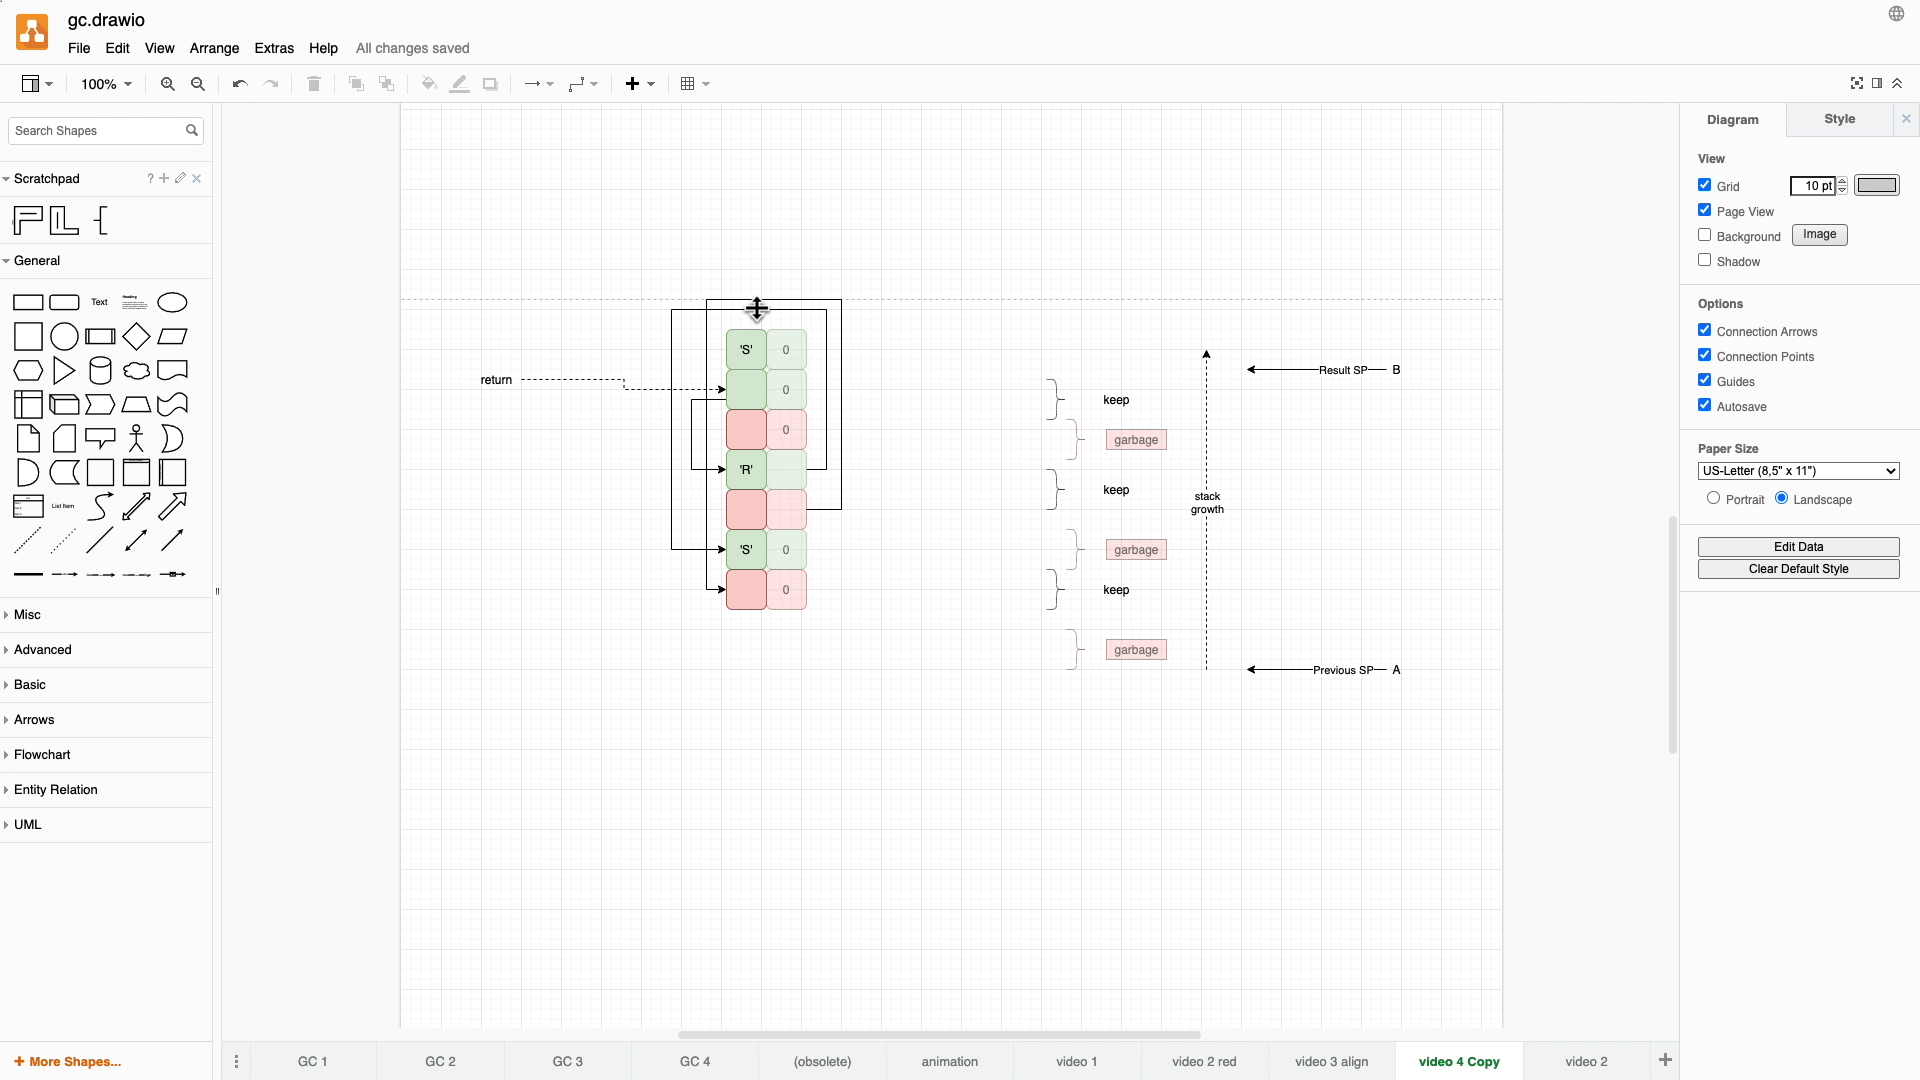 gc.drawio
File Edit View Arrange Extras Help All changes saved
100%
Search Shapes
Scratchpad ?
General
Text
Heading
List Item
Misc
Advanced
Basic
Arrows
Flowchart
Entity Relation
UML
+ More Shapes...
return
'S' 0
0
0
'R'
'S' 0
0
keep
garbage
keep
garbage
keep
garbage
stack
growth
Result SP B
Previous SP A
Diagram Style
View
Grid 10 pt
Page View
Background Image
Shadow
Options
Connection Arrows
Connection Points
Guides
Autosave
Paper Size
US-Letter (8,5" x 11")
Portrait Landscape
Edit Data
Clear Default Style
GC 1 GC 2 GC 3 GC 4 (obsolete) animation video 1 video 2 red video 3 align video 4 Copy video 2